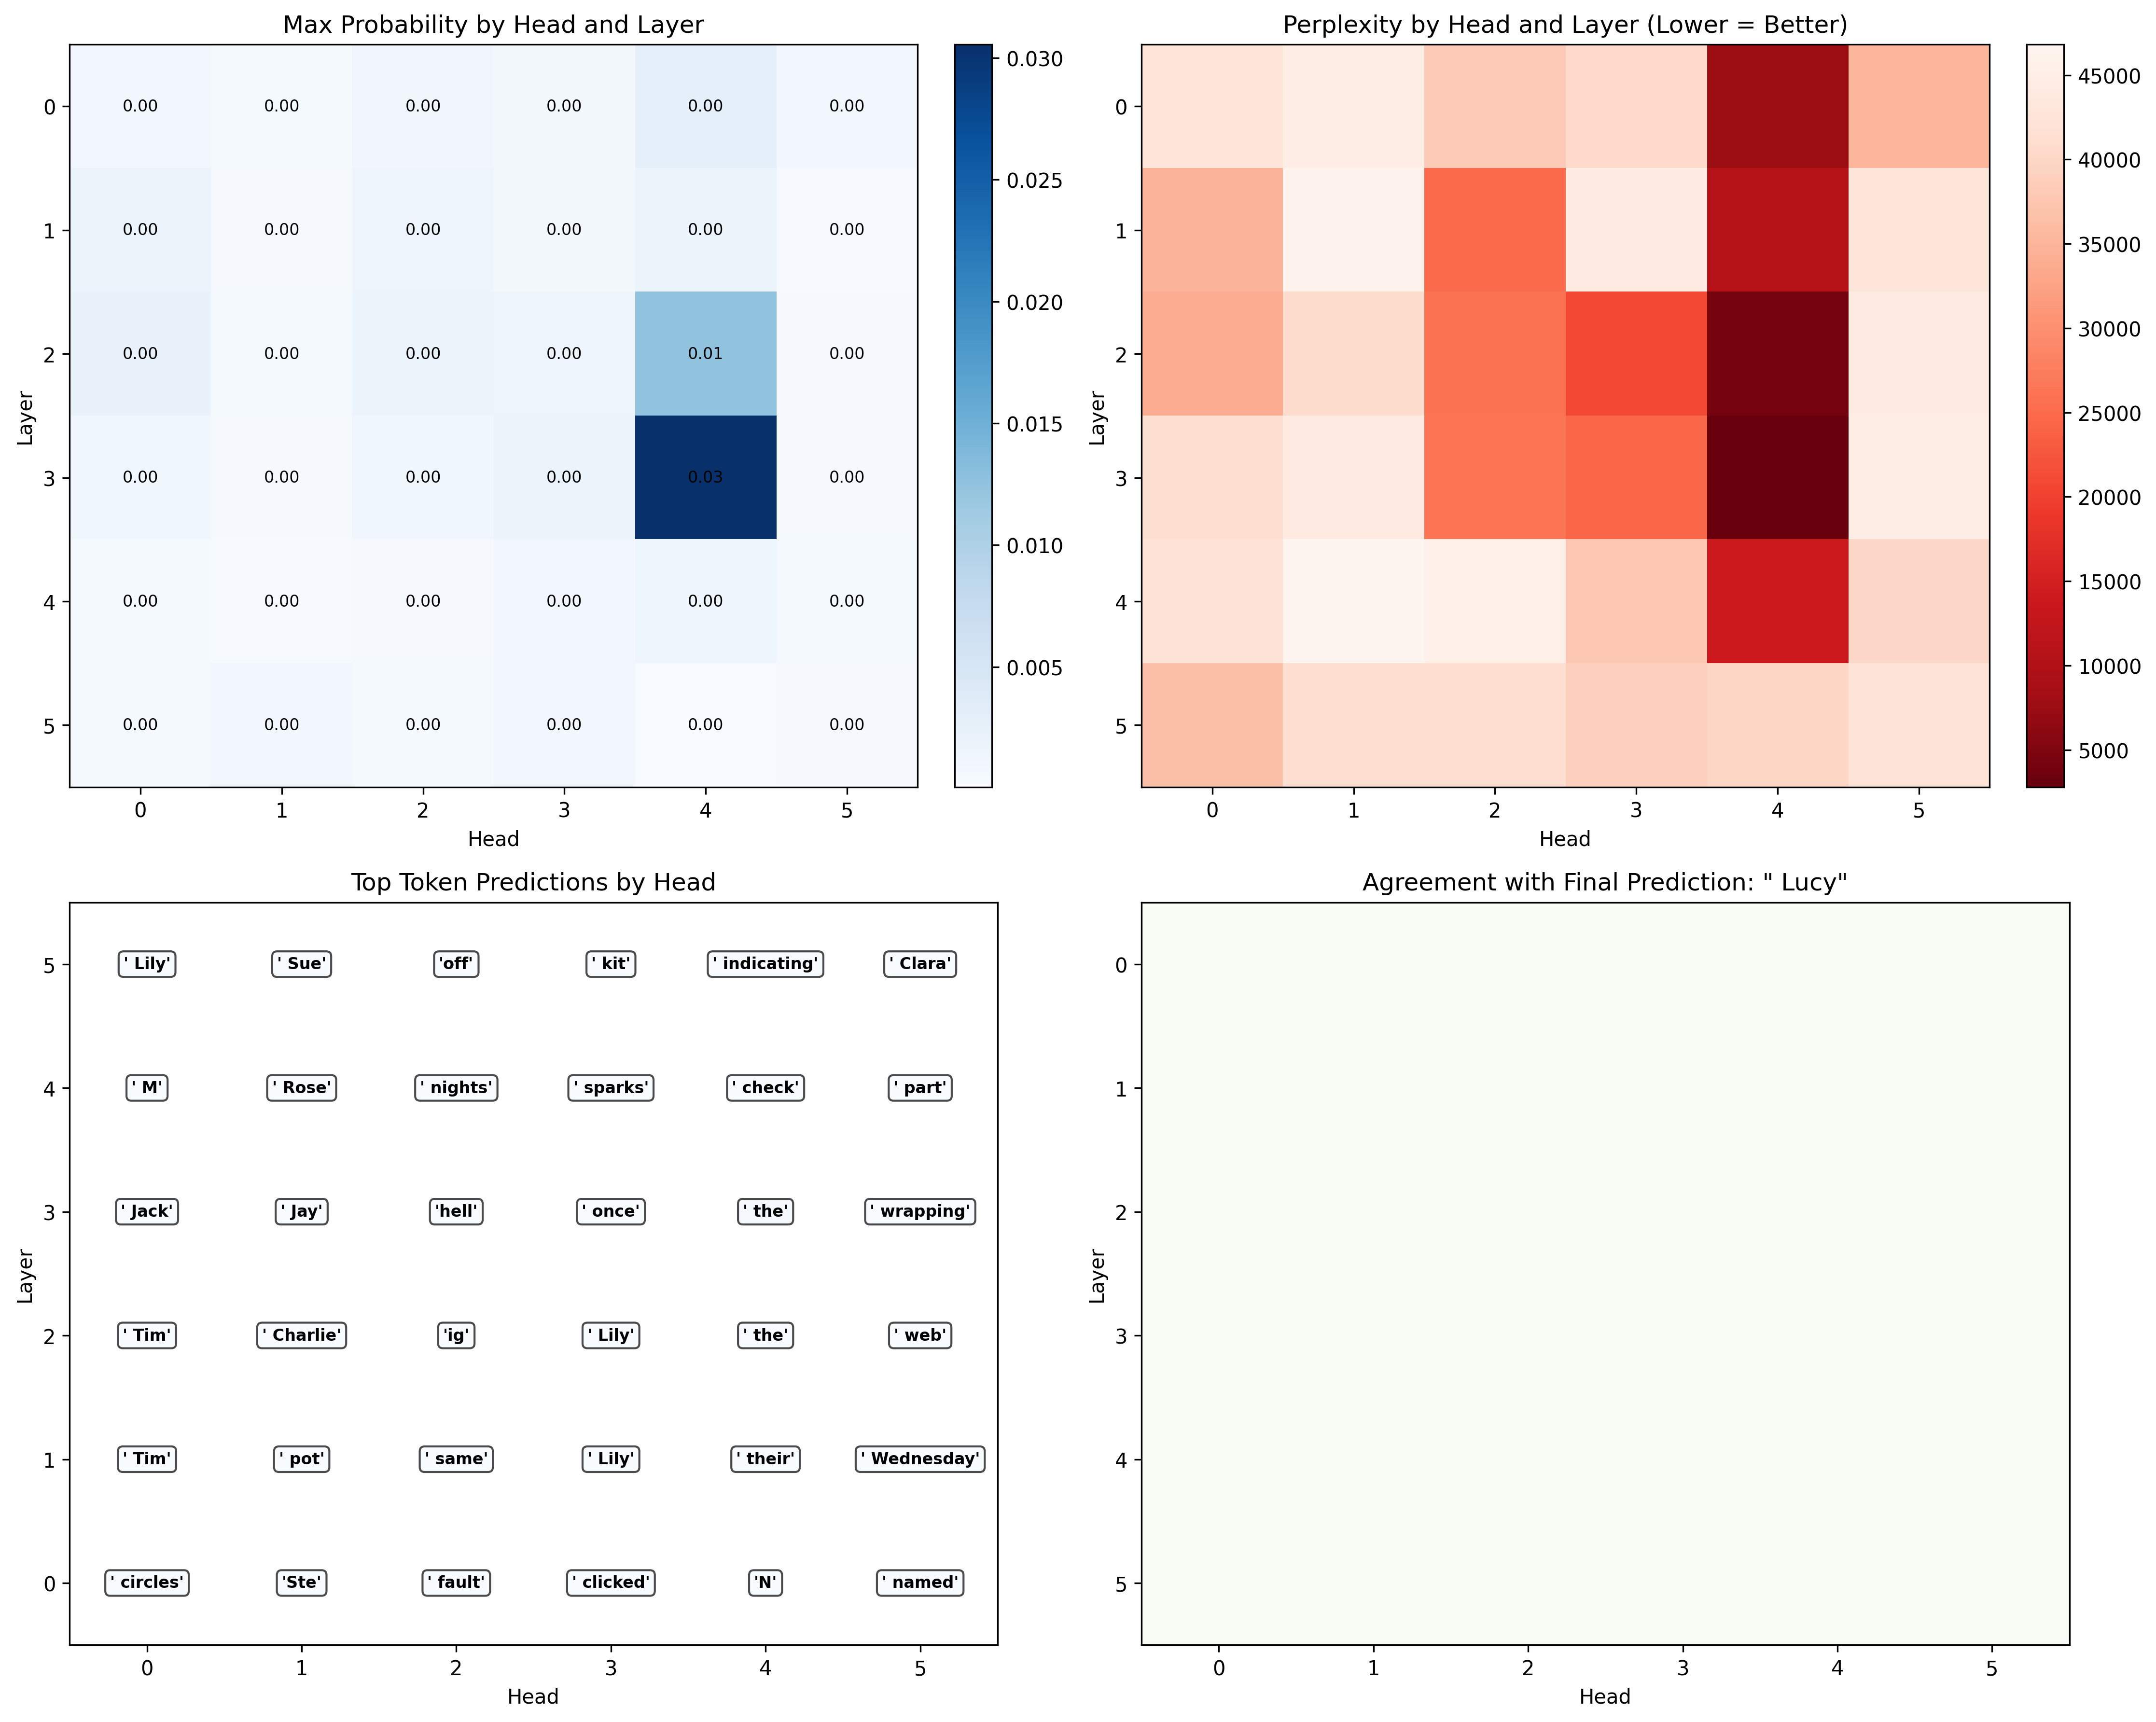 Max Probability by Head and Layer
0 0.00 0.00 0.00 0.00 0.00 0.00
1 0.00 0.00 0.00 0.00 0.00 0.00
2 0.00 0.00 0.00 0.00 0.01 0.00
3 0.00 0.00 0.00 0.00 0.03 0.00
4 0.00 0.00 0.00 0.00 0.00 0.00
5 0.00 0.00 0.00 0.00 0.00 0.00
0 1 2 3 4 5
Layer
Head
0.030
0.025
0.020
0.015
0.010
0.005
Perplexity by Head and Layer (Lower = Better)
0
1
2
3
4
5
0 1 2 3 4 5
Layer
Head
45000
40000
35000
30000
25000
20000
15000
10000
5000
Top Token Predictions by Head
5 ' Lily' ' Sue' 'off' ' kit' ' indicating' ' Clara'
4 ' M' ' Rose' ' nights' ' sparks' ' check' ' part'
3 ' Jack' ' Jay' 'hell' ' once' ' the' ' wrapping'
2 ' Tim' ' Charlie' 'ig' ' Lily' ' the' ' web'
1 ' Tim' ' pot' ' same' ' Lily' ' their' ' Wednesday'
0 ' circles' 'Ste' ' fault' ' clicked' 'N' ' named'
0 1 2 3 4 5
Layer
Head
Agreement with Final Prediction: " Lucy"
0
1
2
3
4
5
0 1 2 3 4 5
Layer
Head